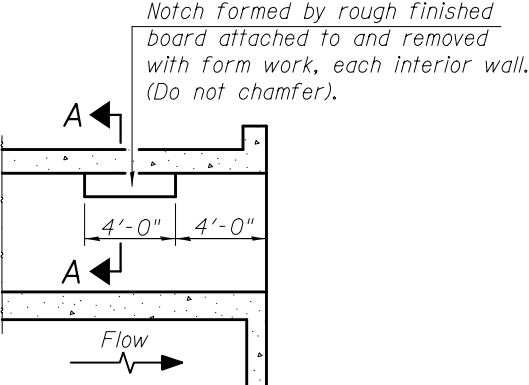 Notch formed by rough finished
board attached to and removed
with form work, each interior wall.
(Do not chamfer).
A
4'-0" 4'-0"
A
Flow